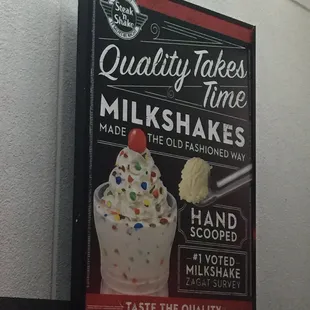 Steak
n
Shake
Quality Takes
Time
MILKSHAKES
MADE THE OLD FASHIONED WAY
HAND
SCOOPED
#1 VOTED
MILKSHAKE
ZAGAT SURVEY
TASTE THE QUALITY